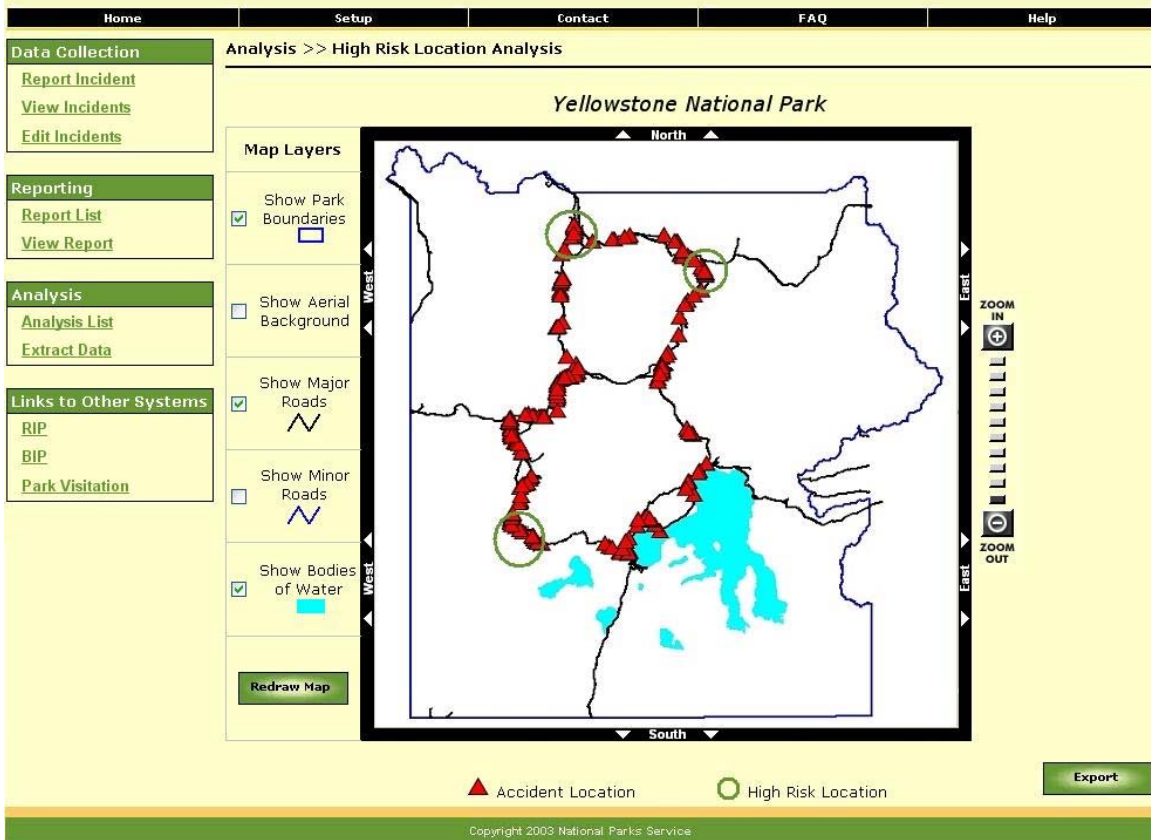 Home Setup Contact FAQ Help
Data Collection
Report Incident
View Incidents
Edit Incidents
Reporting
Report List
View Report
Analysis
Analysis List
Extract Data
Links to Other Systems
RIP
BIP
Park Visitation
Analysis >> High Risk Location Analysis
Yellowstone National Park
Map Layers
Show Park
Boundaries
Show Aerial
Background
Show Major
Roads
Show Minor
Roads
Show Bodies
of Water
Redraw Map
North
West
West
East
East
South
ZOOM
IN
ZOOM
OUT
Accident Location
High Risk Location
Export
Copyright 2003 National Parks Service